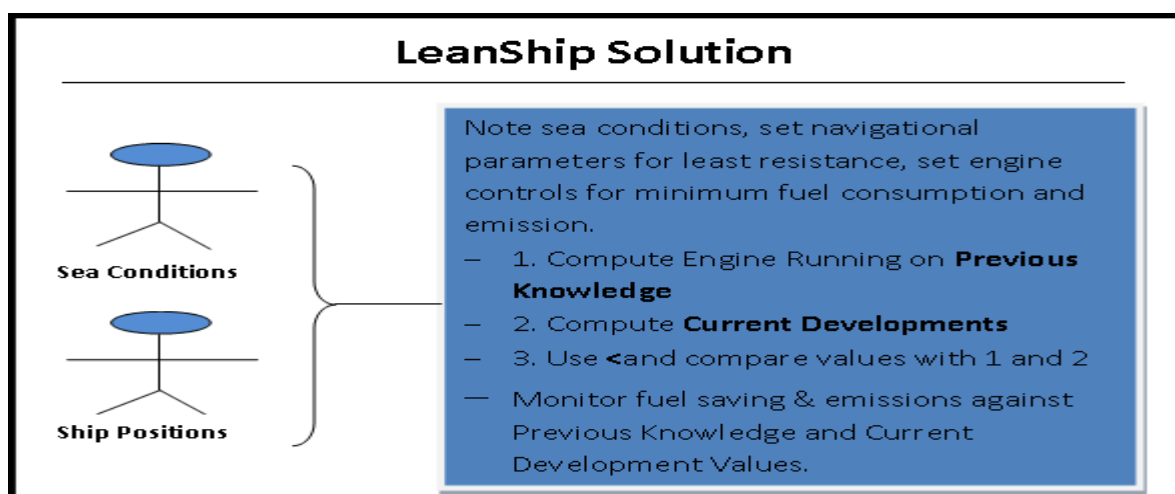 LeanShip Solution
Sea Conditions
Ship Positions
Note sea conditions, set navigational
parameters for least resistance, set engine
controls for minimum fuel consumption and
emission.
– 1. Compute Engine Running on Previous
Knowledge
– 2. Compute Current Developments
– 3. Use <and compare values with 1 and 2
— Monitor fuel saving & emissions against
Previous Knowledge and Current
Development Values.